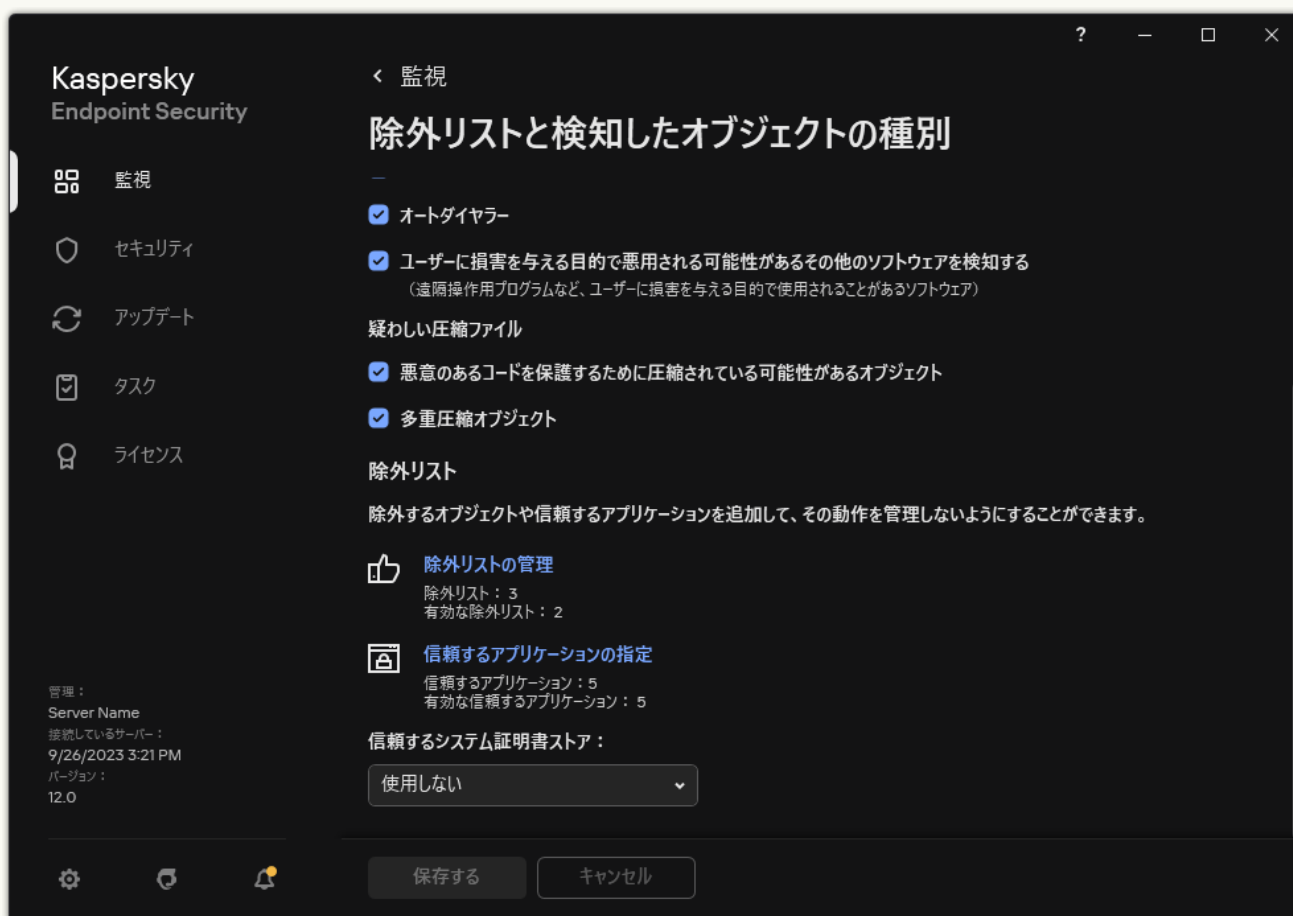 ?
Kaspersky
Endpoint Security
監視
セキュリティ
アップデート
タスク
ライセンス
管理：
Server Name
接続しているサーバー：
9/26/2023 3:21 PM
バージョン：
12.0
監視
除外リストと検知したオブジェクトの種別
オートダイヤラー
ユーザーに損害を与える目的で悪用される可能性があるその他のソフトウェアを検知する
（遠隔操作用プログラムなど、ユーザーに損害を与える目的で使用されることがあるソフトウェア）
疑わしい圧縮ファイル
悪意のあるコードを保護するために圧縮されている可能性があるオブジェクト
多重圧縮オブジェクト
除外リスト
除外するオブジェクトや信頼するアプリケーションを追加して、その動作を管理しないようにすることができます。
除外リストの管理
除外リスト： 3
有効な除外リスト： 2
信頼するアプリケーションの指定
信頼するアプリケーション：5
有効な信頼するアプリケーション： 5
信頼するシステム証明書ストア：
使用しない
保存する
キャンセル